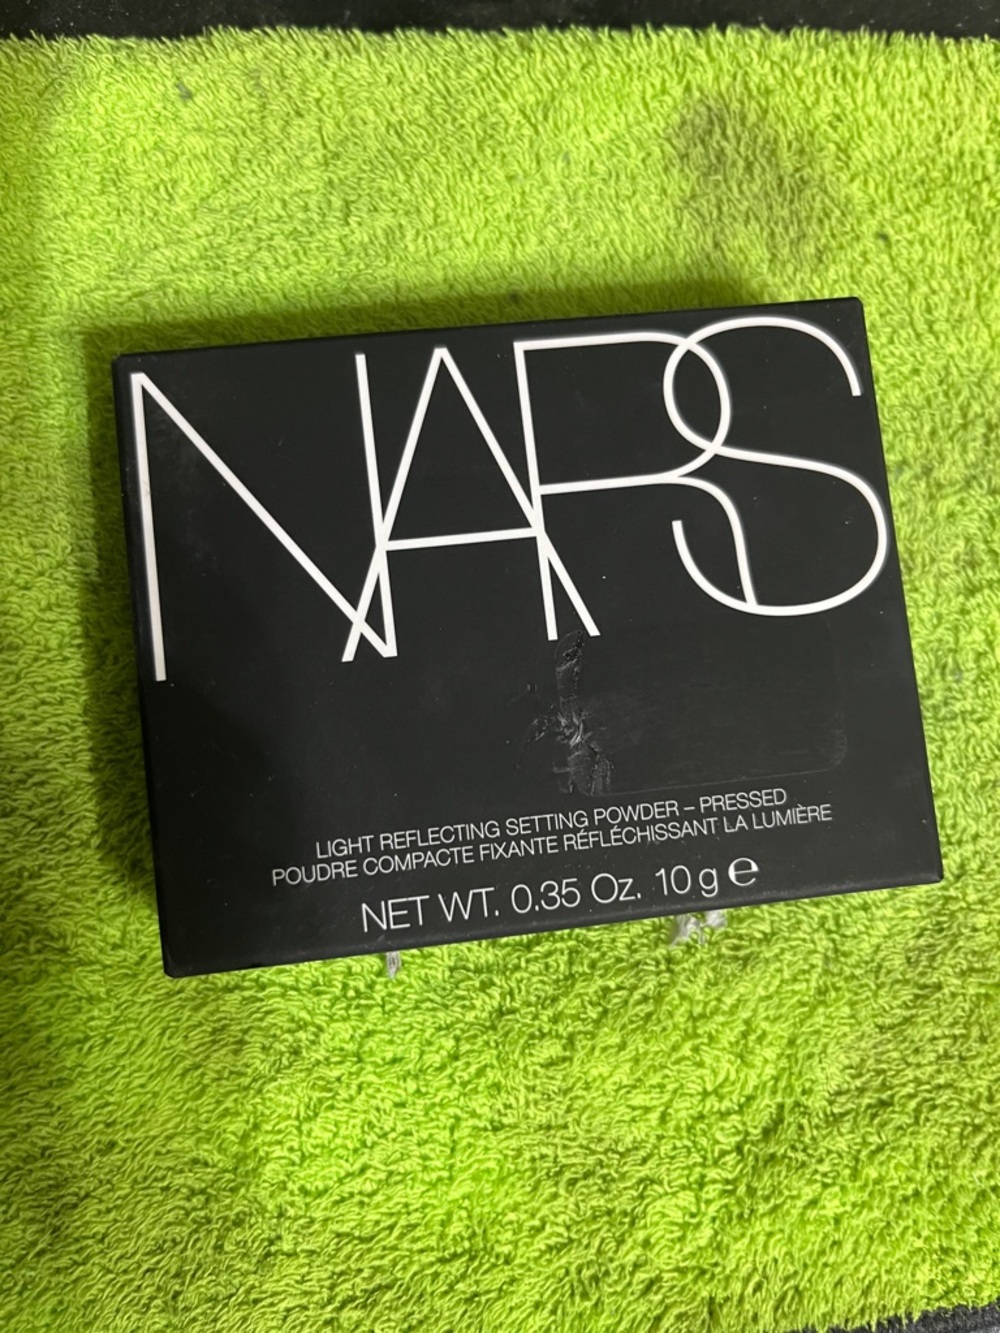 NARS
LIGHT REFLECTING SETTING POWDER – PRESSED
POUDRE COMPACTE FIXANTE RÉFLÉCHISSANT LA LUMIÈRE
NET WT. 0.35 Oz. 10 g ℮